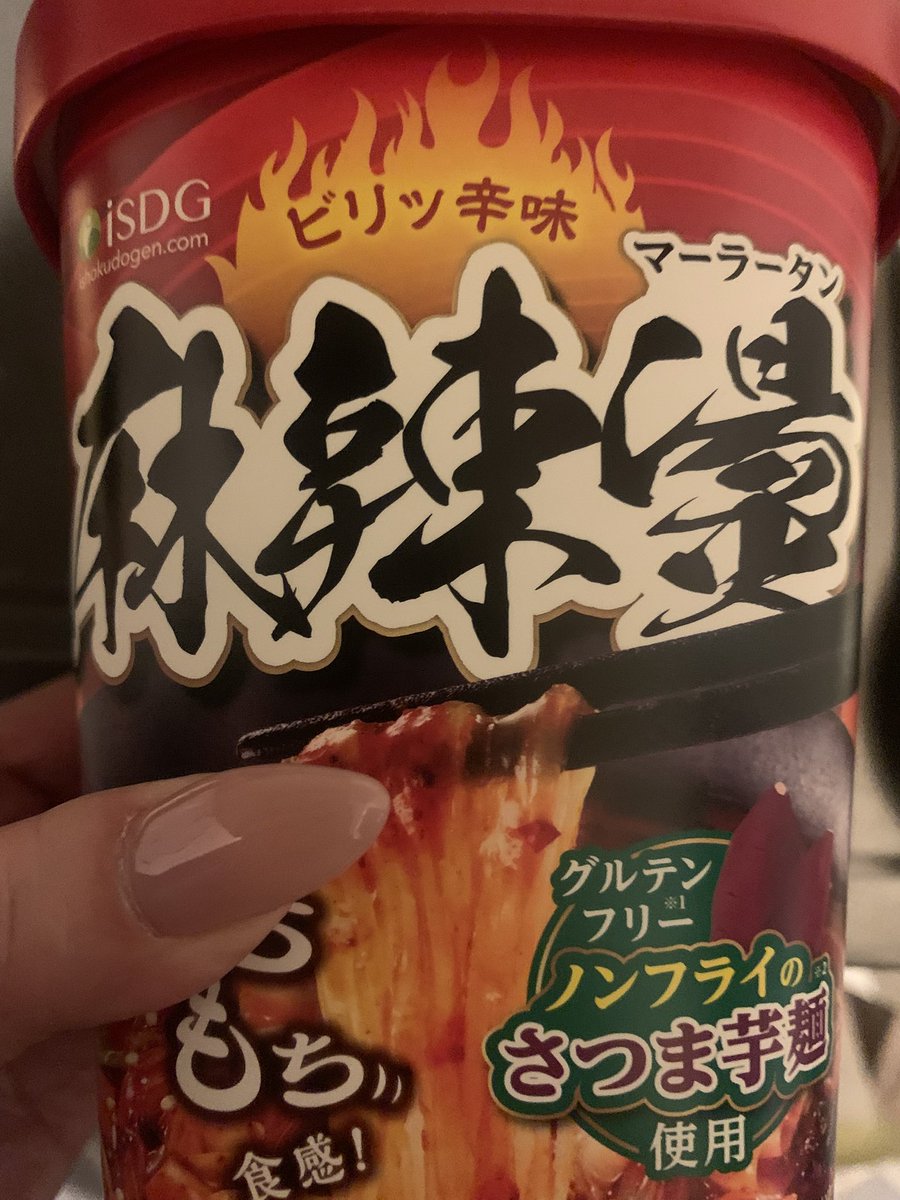 iSDG
ishokudogen.com
ビリッ辛味
マーラータン
麻辣湯
もち
食感!
グルテン
フリー※1
ノンフライの※2
さつま芋麺
使用